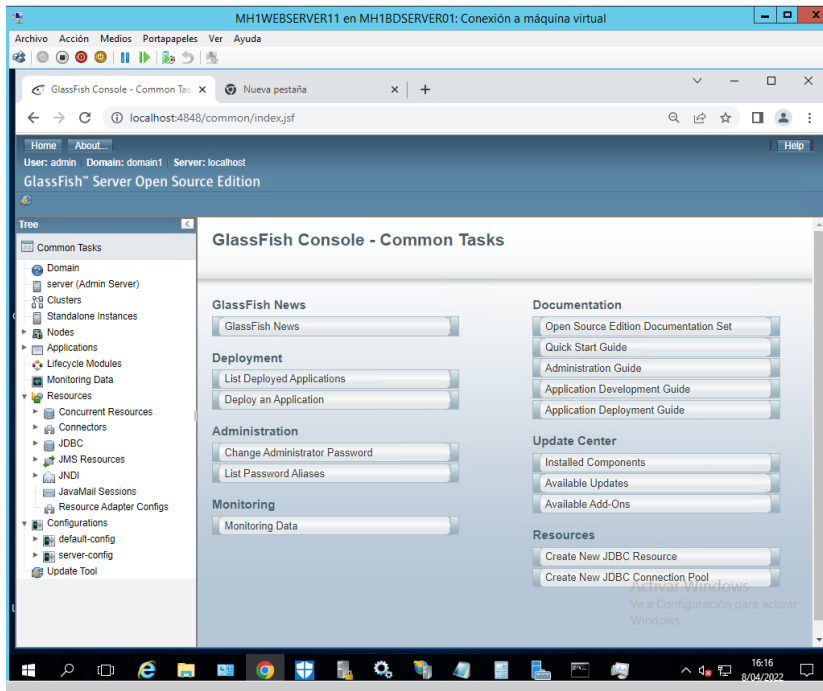 MH1WEBSERVER11 en MH1BDSERVER01: Conexión a máquina virtual
Archivo Acción Medios Portapapeles Ver Ayuda
GlassFish Console - Common Tas
Nueva pestaña
localhost:4848/common/index.jsf
Home About...
Help
User: admin Domain: domain1 Server: localhost
GlassFish™ Server Open Source Edition
Tree
Common Tasks
Domain
server (Admin Server)
Clusters
Standalone Instances
Nodes
Applications
Lifecycle Modules
Monitoring Data
Resources
Concurrent Resources
Connectors
JDBC
JMS Resources
JNDI
JavaMail Sessions
Resource Adapter Configs
Configurations
default-config
server-config
Update Tool
GlassFish Console - Common Tasks
GlassFish News
GlassFish News
Deployment
List Deployed Applications
Deploy an Application
Administration
Change Administrator Password
List Password Aliases
Monitoring
Monitoring Data
Documentation
Open Source Edition Documentation Set
Quick Start Guide
Administration Guide
Application Development Guide
Application Deployment Guide
Update Center
Installed Components
Available Updates
Available Add-Ons
Resources
Create New JDBC Resource
Create New JDBC Connection Pool
Activar Windows
Ve a Configuración para activar
Windows.
16:16
8/04/2022